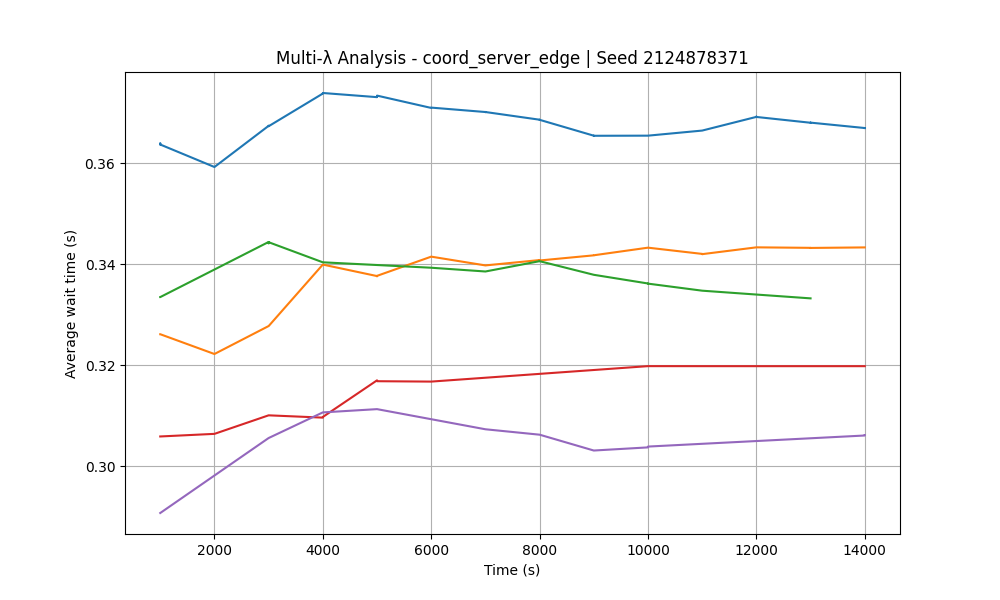 Multi-λ Analysis - coord_server_edge | Seed 2124878371
Average wait time (s)
0.36
0.34
0.32
0.30
2000 4000 6000 8000 10000 12000 14000
Time (s)